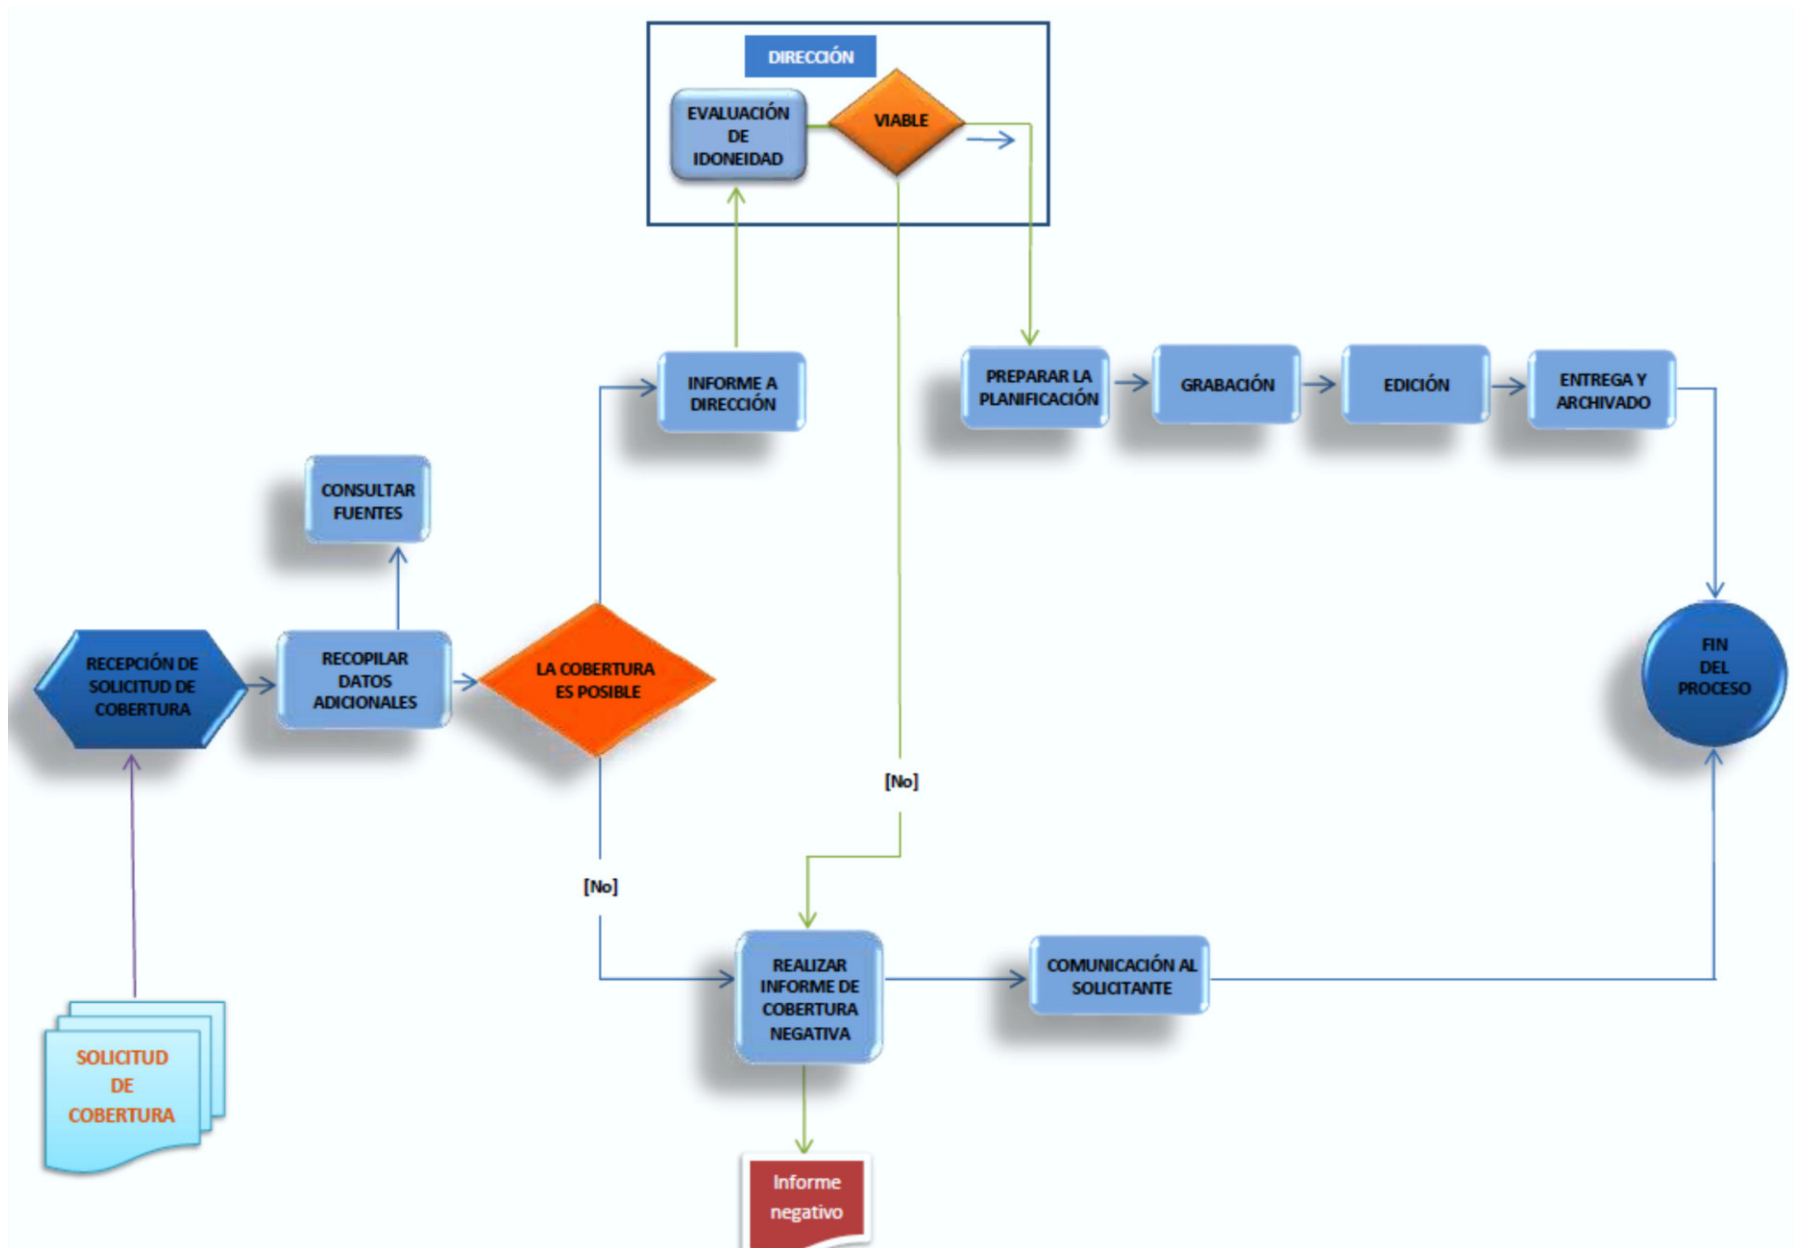 DIRECCIÓN
EVALUACIÓN
DE
IDONEIDAD
VIABLE
INFORME A
DIRECCIÓN
PREPARAR LA
PLANIFICACIÓN
GRABACIÓN
EDICIÓN
ENTREGA Y
ARCHIVADO
CONSULTAR
FUENTES
RECEPCIÓN DE
SOLICITUD DE
COBERTURA
RECOPILAR
DATOS
ADICIONALES
LA COBERTURA
ES POSIBLE
FIN
DEL
PROCESO
[No]
[No]
REALIZAR
INFORME DE
COBERTURA
NEGATIVA
COMUNICACIÓN AL
SOLICITANTE
SOLICITUD
DE
COBERTURA
Informe
negativo